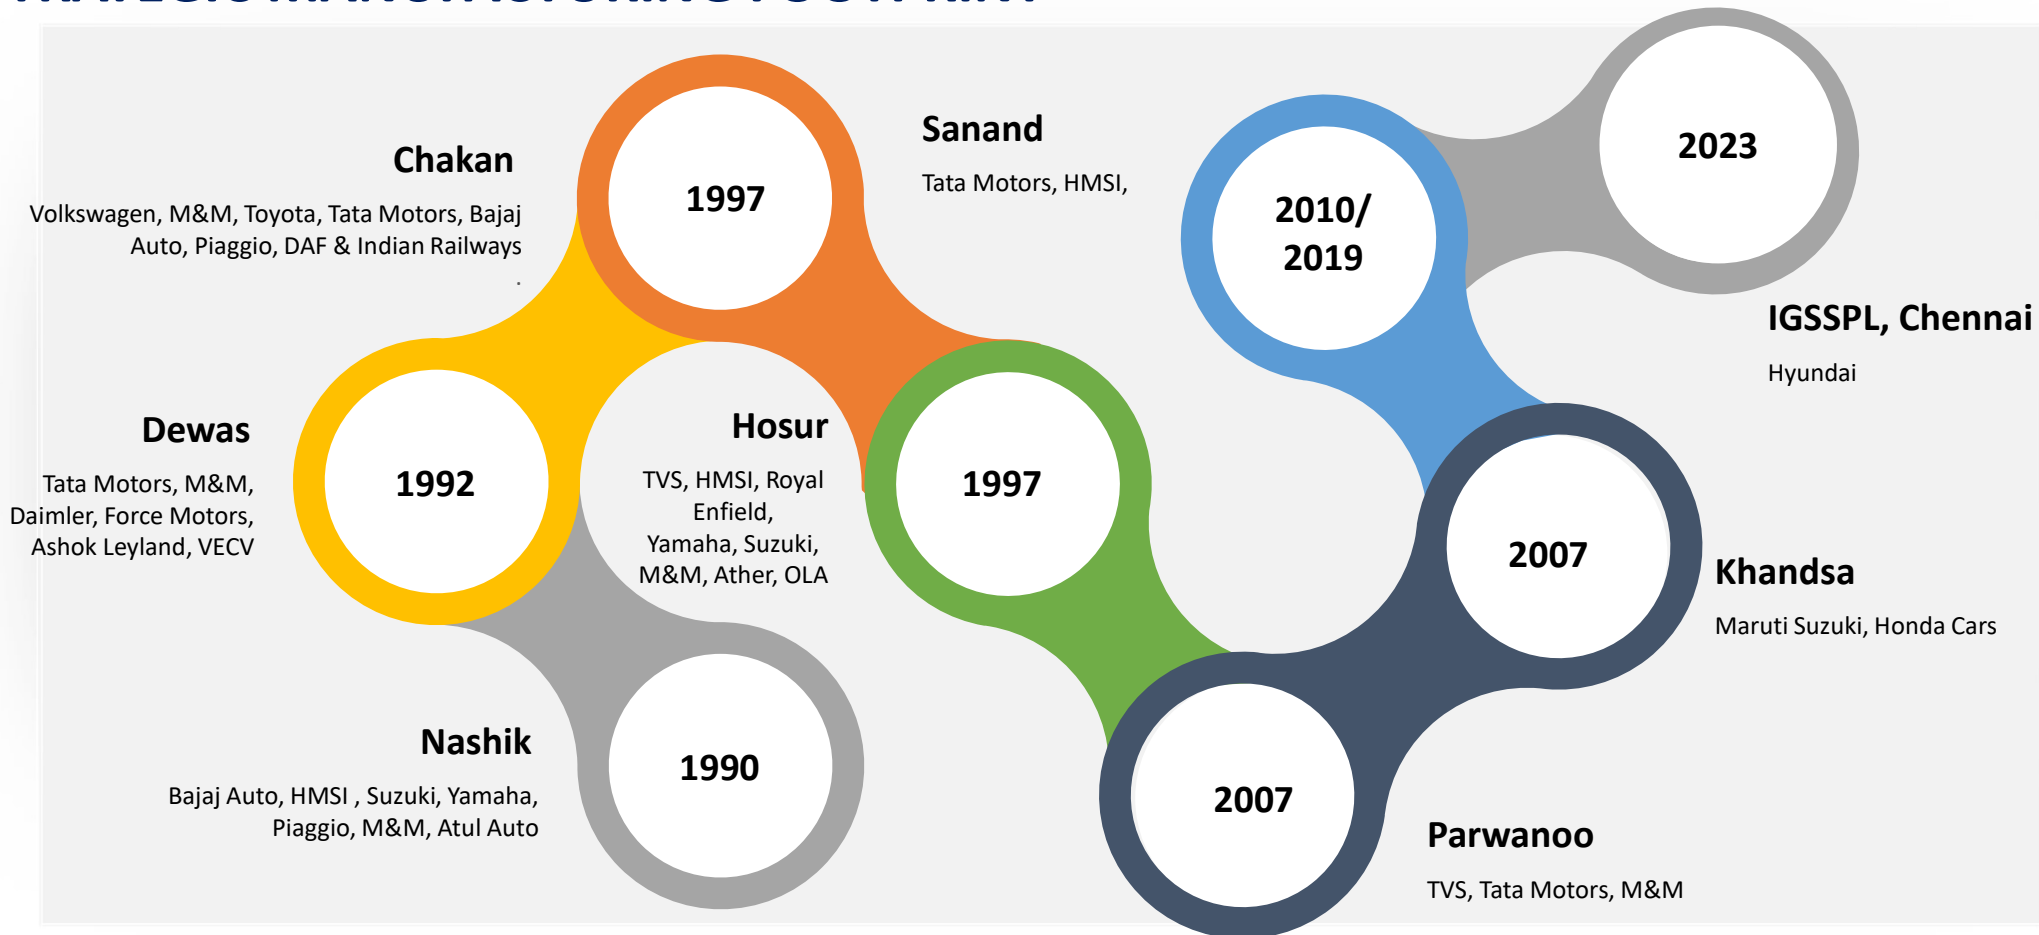 Chakan
Volkswagen, M&M, Toyota, Tata Motors, Bajaj
Auto, Piaggio, DAF & Indian Railways
.
1997
Sanand
Tata Motors, HMSI,
2010/
2019
2023
IGSSPL, Chennai
Hyundai
Dewas
Tata Motors, M&M,
Daimler, Force Motors,
Ashok Leyland, VECV
1992
Hosur
TVS, HMSI, Royal
Enfield,
Yamaha, Suzuki,
M&M, Ather, OLA
1997
2007
Khandsa
Maruti Suzuki, Honda Cars
Nashik
Bajaj Auto, HMSI , Suzuki, Yamaha,
Piaggio, M&M, Atul Auto
1990
2007
Parwanoo
TVS, Tata Motors, M&M